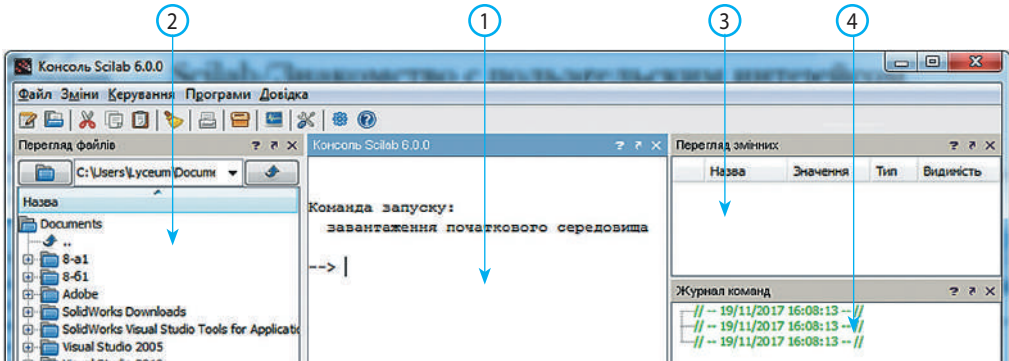 2 1 3 4
Консоль Scilab 6.0.0
Файл Зміни Керування Програми Довідка
Перегляд файлів
C:\Users\Lyceum\Docume
Назва
Documents
..
8-а1
8-б1
Adobe
SolidWorks Downloads
SolidWorks Visual Studio Tools for Applicatic
Visual Studio 2005
Консоль Scilab 6.0.0
Команда запуску:
завантаження початкового середовища
-->
Перегляд змінних
Назва Значення Тип Видимість
Журнал команд
// -- 19/11/2017 16:08:13 -- //
// -- 19/11/2017 16:08:13 -- //
// -- 19/11/2017 16:08:13 -- //